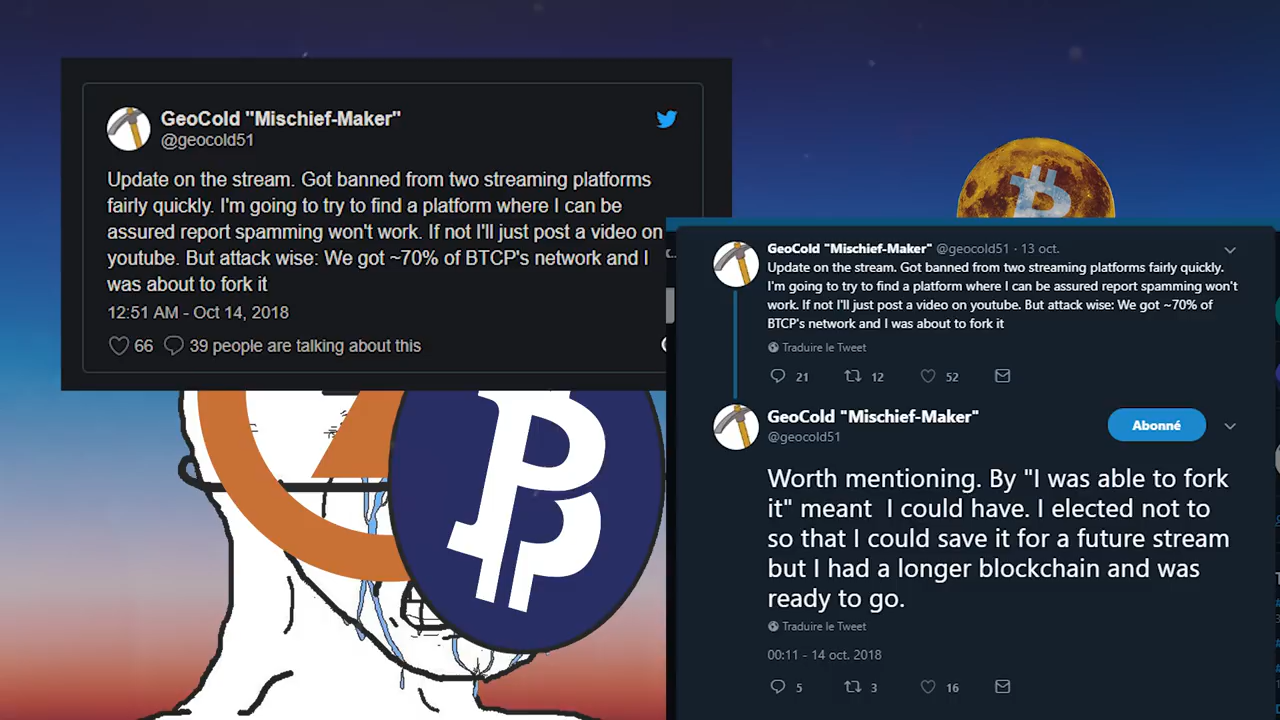 GeoCold "Mischief-Maker"
@geocold51
Update on the stream. Got banned from two streaming platforms
fairly quickly. I'm going to try to find a platform where I can be
assured report spamming won't work. If not I'll just post a video on
youtube. But attack wise: We got ~70% of BTCP's network and I
was about to fork it
12:51 AM - Oct 14, 2018
66 39 people are talking about this
GeoCold "Mischief-Maker" @geocold51 · 13 oct.
Update on the stream. Got banned from two streaming platforms fairly quickly.
I'm going to try to find a platform where I can be assured report spamming won't
work. If not I'll just post a video on youtube. But attack wise: We got ~70% of
BTCP's network and I was about to fork it
Traduire le Tweet
21 12 52
GeoCold "Mischief-Maker"
@geocold51
Abonné
Worth mentioning. By "I was able to fork
it" meant I could have. I elected not to
so that I could save it for a future stream
but I had a longer blockchain and was
ready to go.
Traduire le Tweet
00:11 - 14 oct. 2018
5 3 16